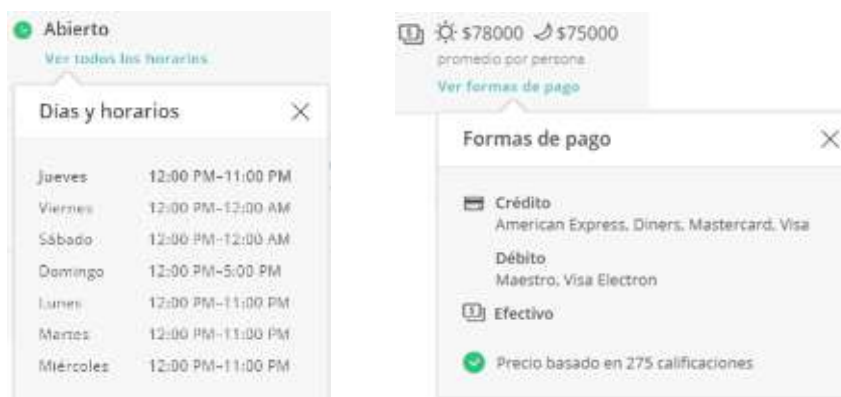 Abierto
Ver todos los horarios
Días y horarios
Jueves 12:00 PM–11:00 PM
Viernes 12:00 PM–12:00 AM
Sábado 12:00 PM–12:00 AM
Domingo 12:00 PM–5:00 PM
Lunes 12:00 PM–11:00 PM
Martes 12:00 PM–11:00 PM
Miércoles 12:00 PM–11:00 PM
$78000 $75000
promedio por persona
Ver formas de pago
Formas de pago
Crédito
American Express, Diners, Mastercard, Visa
Débito
Maestro, Visa Electron
Efectivo
Precio basado en 275 calificaciones